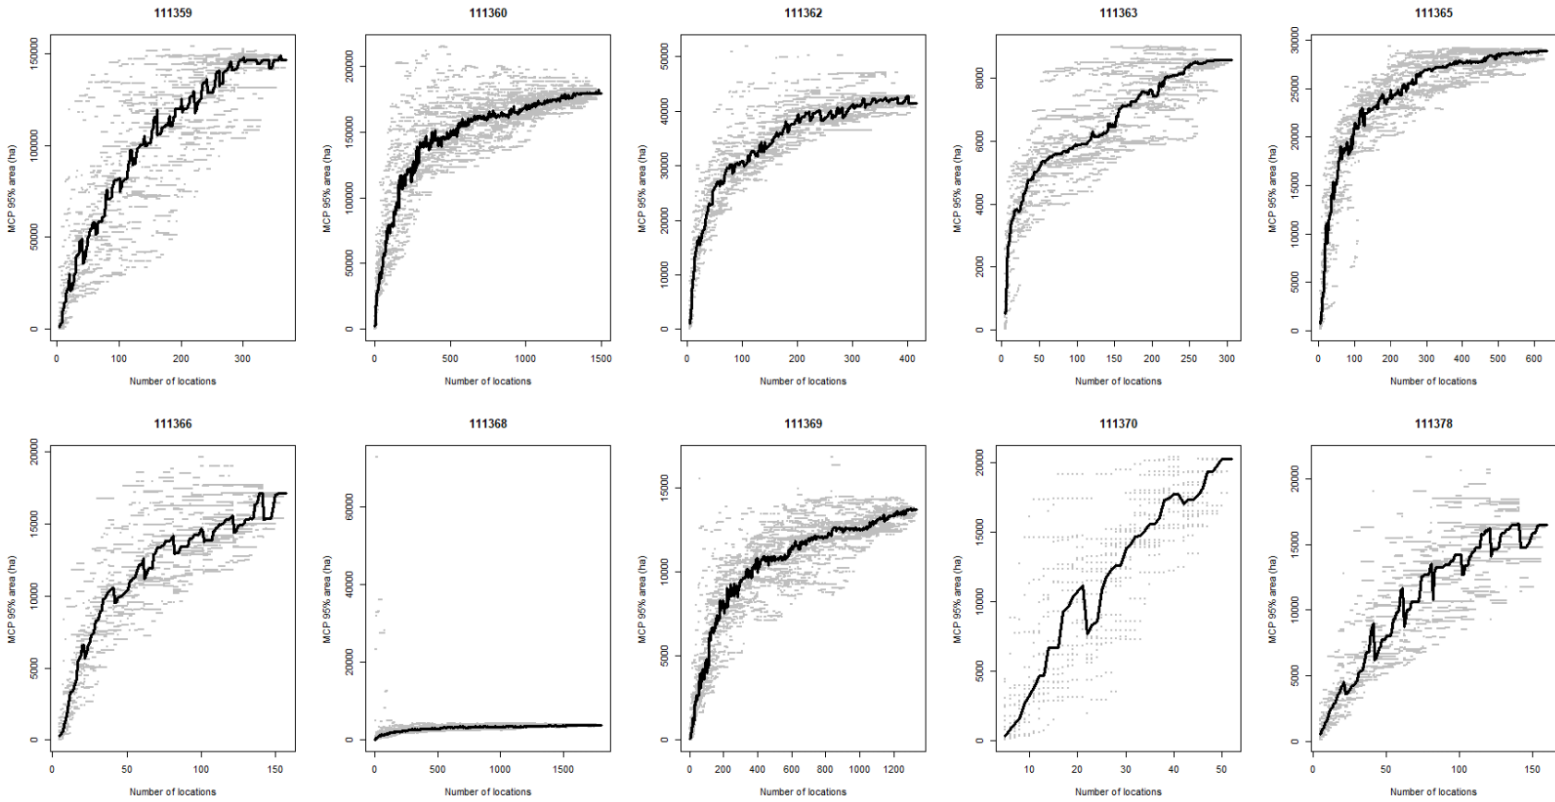 111359
150000
100000
50000
0
MCP 95% area (ha)
0 100 200 300
Number of locations
111360
200000
150000
100000
50000
0
MCP 95% area (ha)
0 500 1000 1500
Number of locations
111362
50000
40000
30000
20000
10000
0
MCP 95% area (ha)
0 100 200 300 400
Number of locations
111363
8000
6000
4000
2000
0
MCP 95% area (ha)
0 50 100 150 200 250 300
Number of locations
111365
30000
25000
20000
15000
10000
5000
0
MCP 95% area (ha)
0 100 200 300 400 500 600
Number of locations
111366
20000
15000
10000
5000
0
MCP 95% area (ha)
0 50 100 150
Number of locations
111368
60000
40000
20000
0
MCP 95% area (ha)
0 500 1000 1500
Number of locations
111369
15000
10000
5000
0
MCP 95% area (ha)
0 200 400 600 800 1000 1200
Number of locations
111370
20000
15000
10000
5000
0
MCP 95% area (ha)
10 20 30 40 50
Number of locations
111378
20000
15000
10000
5000
0
MCP 95% area (ha)
0 50 100 150
Number of locations